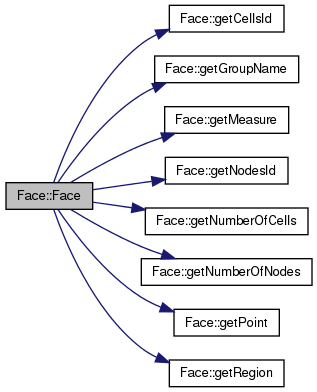 Face::getCellsId
Face::getGroupName
Face::getMeasure
Face::getNodesId
Face::Face
Face::getNumberOfCells
Face::getNumberOfNodes
Face::getPoint
Face::getRegion